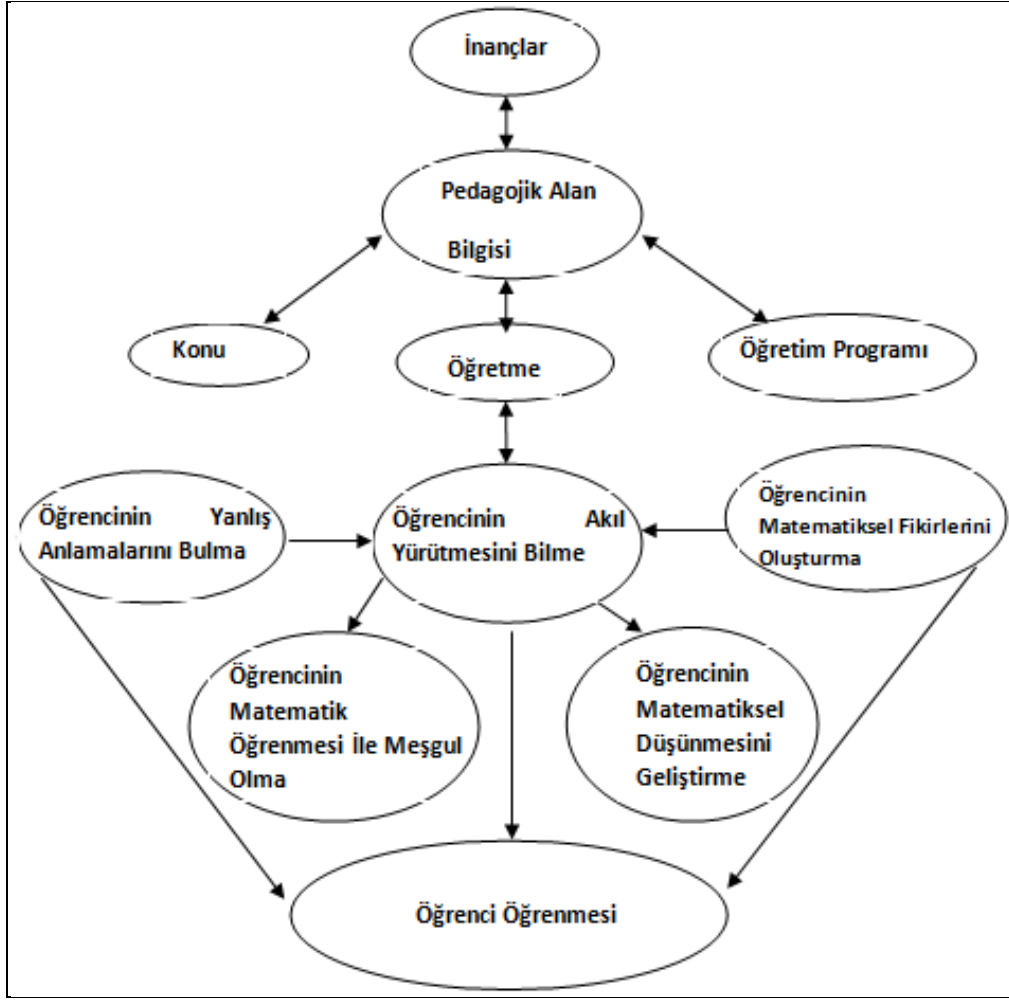 İnançlar
Pedagojik Alan
Bilgisi
Konu
Öğretme
Öğretim Programı
Öğrencinin Yanlış
Anlamalarını Bulma
Öğrencinin Akıl
Yürütmesini Bilme
Öğrencinin
Matematiksel Fikirlerini
Oluşturma
Öğrencinin
Matematik
Öğrenmesi İle Meşgul
Olma
Öğrencinin
Matematiksel
Düşünmesini
Geliştirme
Öğrenci Öğrenmesi